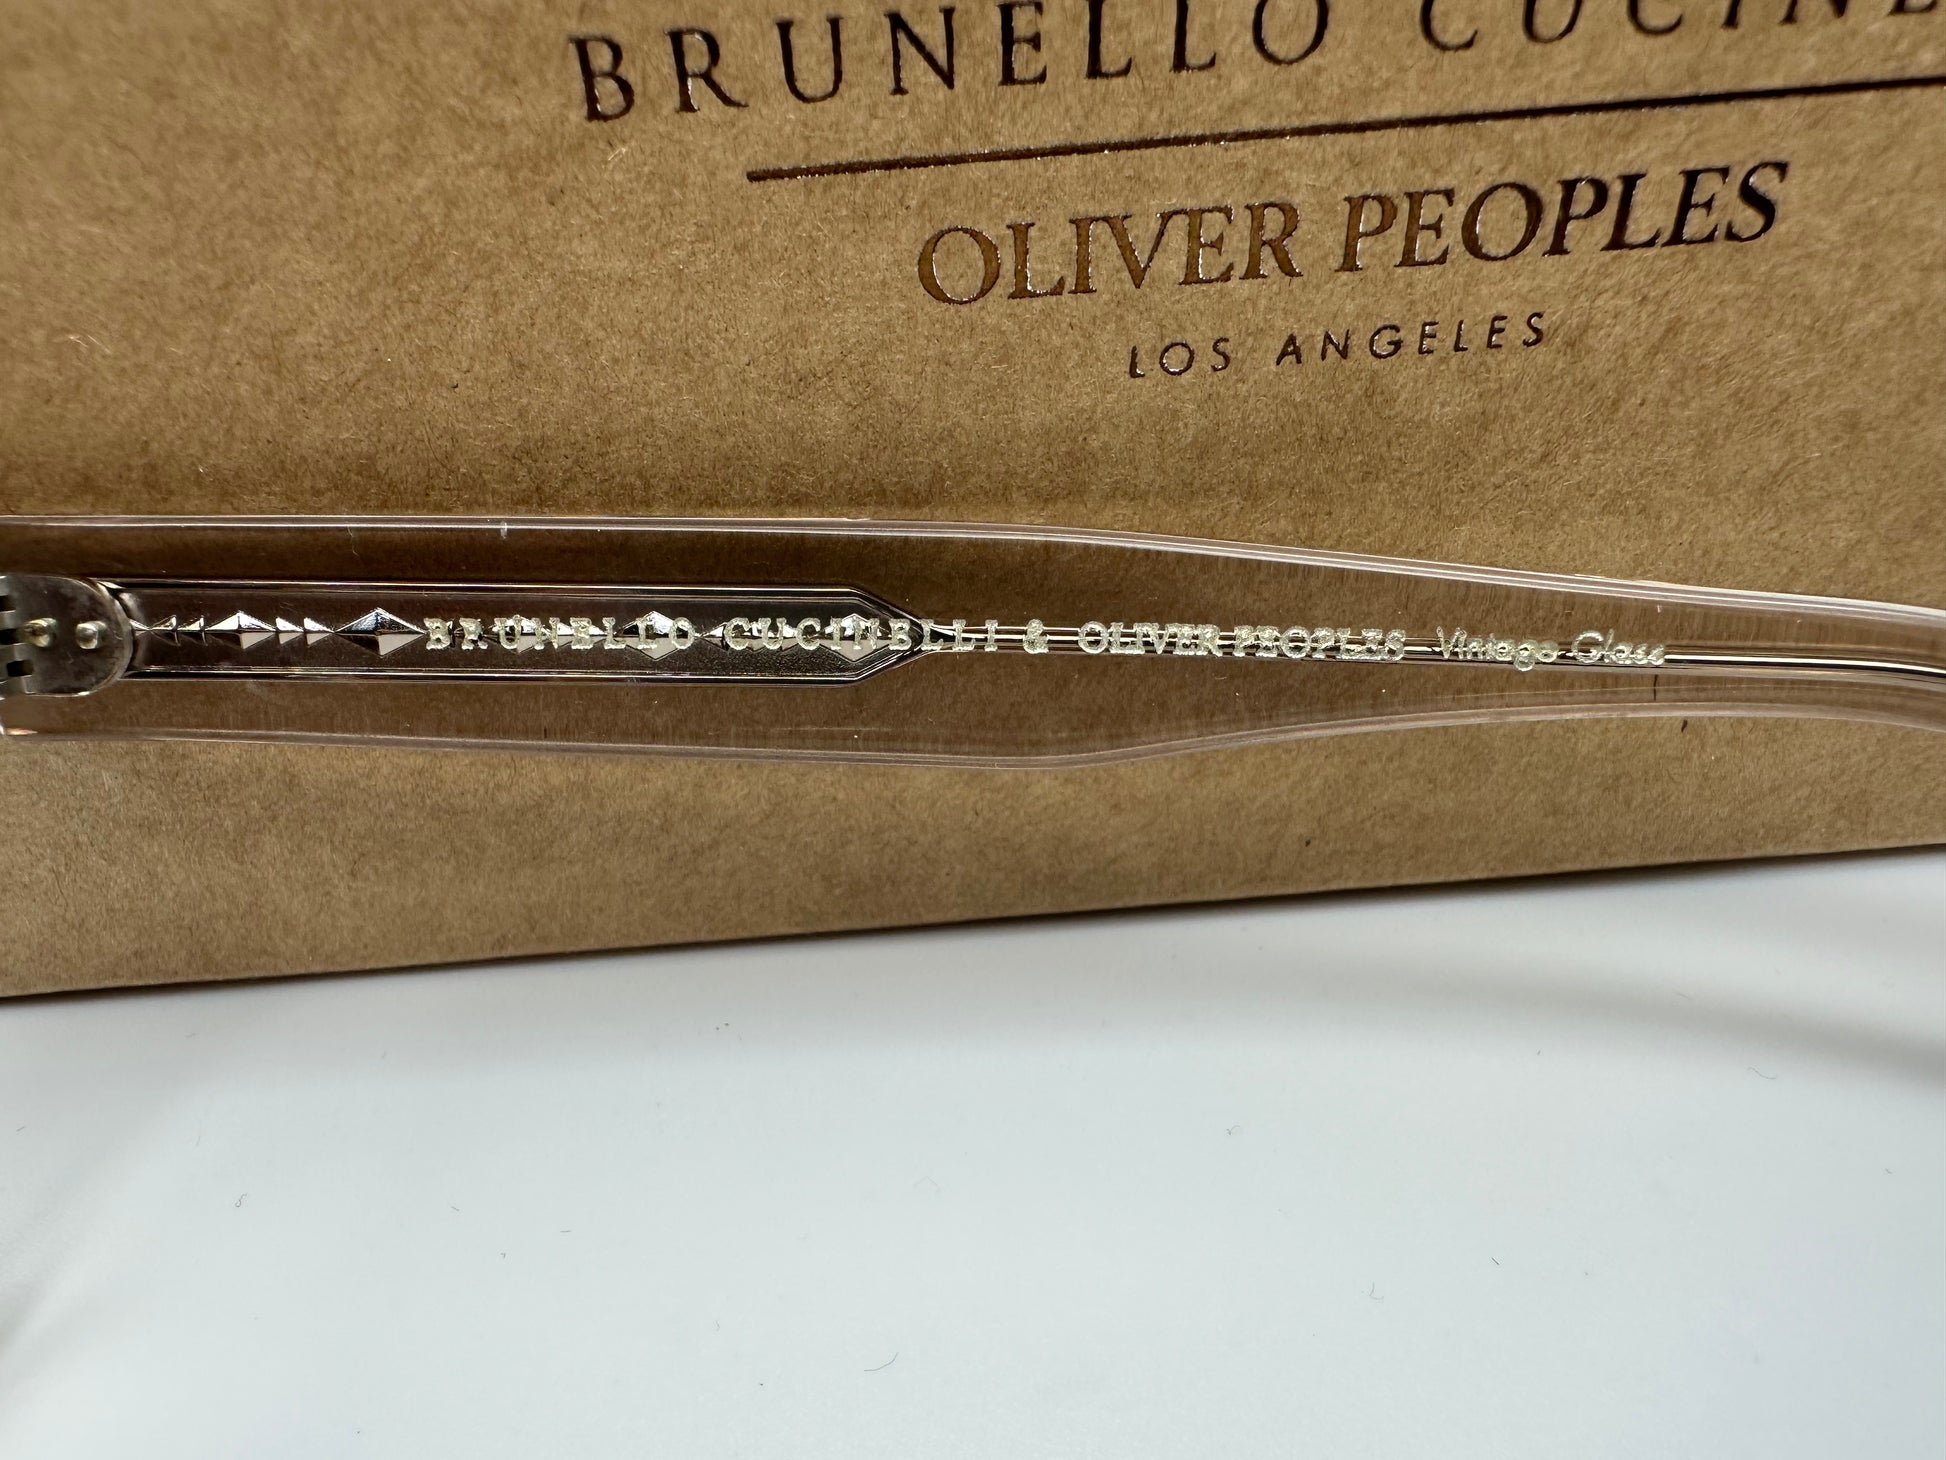 BRUNELLO CUCINE
OLIVER PEOPLES
LOS ANGELES
BRUNELLO CUCINELLI & OLIVER PEOPLES Vintage Glass